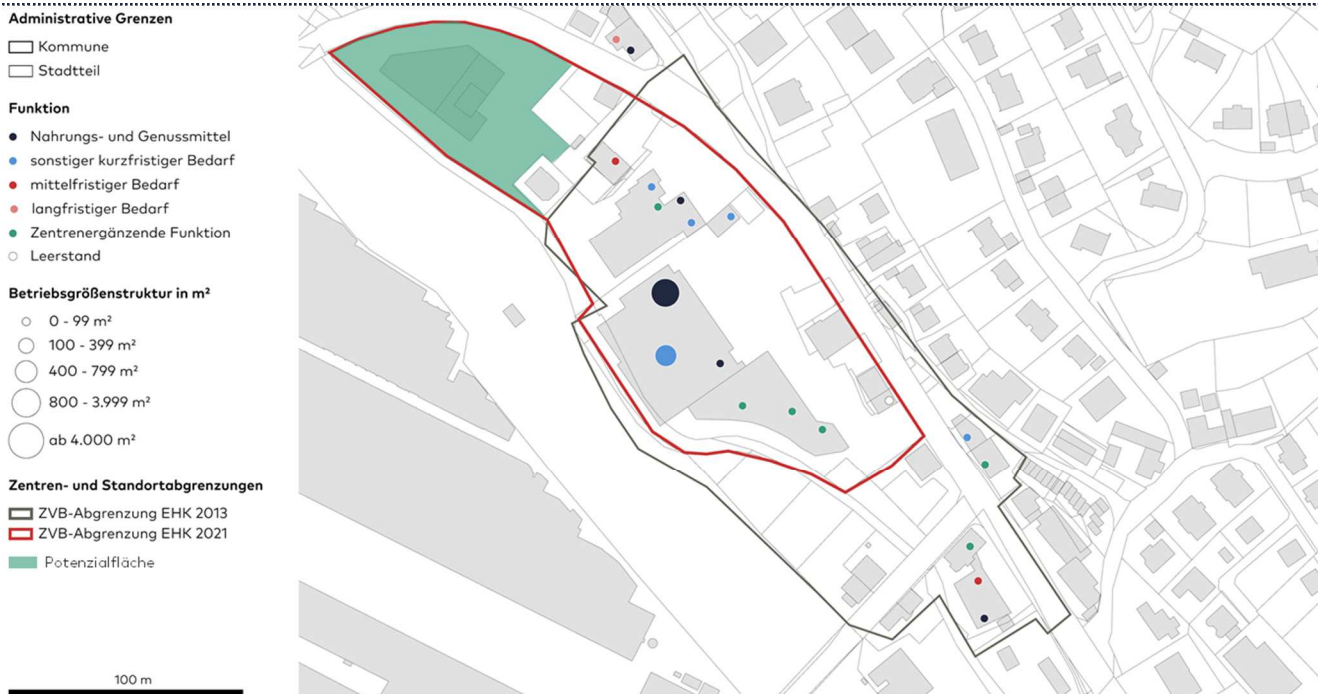 Administrative Grenzen
Kommune
Stadtteil
Funktion
Nahrungs- und Genussmittel
sonstiger kurzfristiger Bedarf
mittelfristiger Bedarf
langfristiger Bedarf
Zentrenergänzende Funktion
Leerstand
Betriebsgrößenstruktur in m²
0 - 99 m²
100 - 399 m²
400 - 799 m²
800 - 3.999 m²
ab 4.000 m²
Zentren- und Standortabgrenzungen
ZVB-Abgrenzung EHK 2013
ZVB-Abgrenzung EHK 2021
Potenzialfläche
100 m